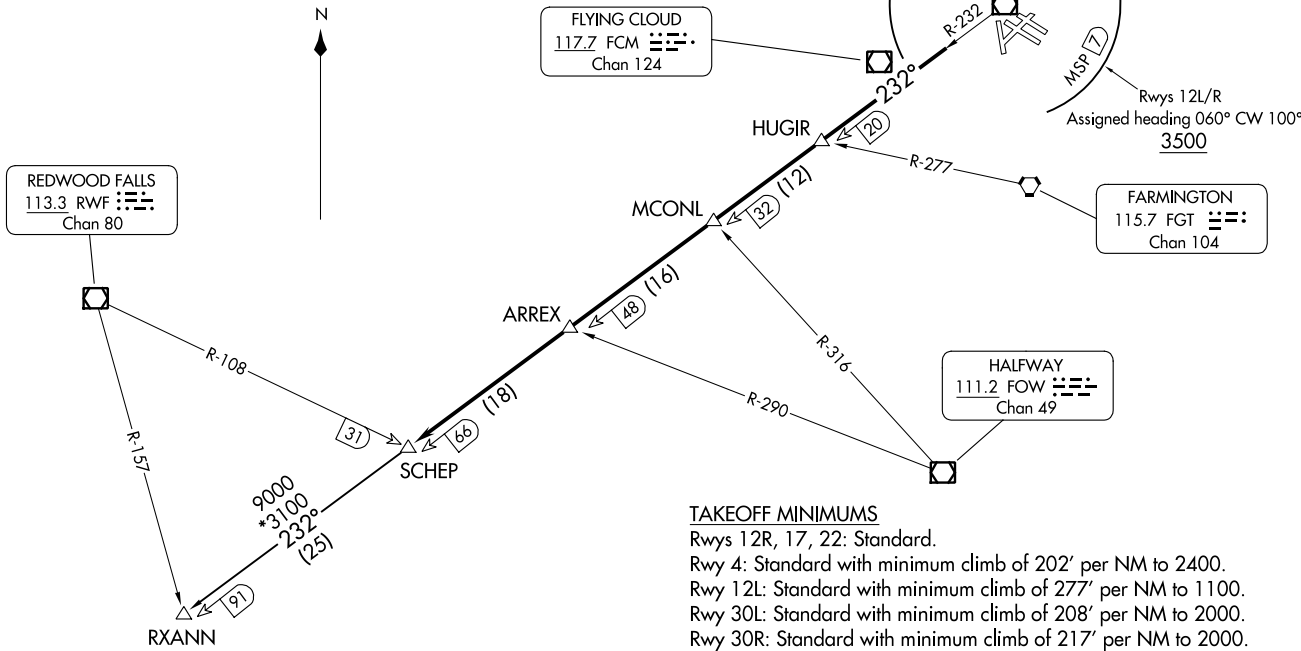 N
FLYING CLOUD
117.7 FCM
Chan 124
R-232
MSP 7
Rwys 12L/R
Assigned heading 060° CW 100°
3500
232°
HUGIR
20
R-277
(12)
REDWOOD FALLS
113.3 RWF
Chan 80
MCONL
32
FARMINGTON
115.7 FGT
Chan 104
(16)
ARREX
48
R-316
R-108
HALFWAY
111.2 FOW
Chan 49
R-290
(18)
R-157
31
66
SCHEP
9000
*3100
232°
(25)
91
RXANN
TAKEOFF MINIMUMS
Rwys 12R, 17, 22: Standard.
Rwy 4: Standard with minimum climb of 202' per NM to 2400.
Rwy 12L: Standard with minimum climb of 277' per NM to 1100.
Rwy 30L: Standard with minimum climb of 208' per NM to 2000.
Rwy 30R: Standard with minimum climb of 217' per NM to 2000.